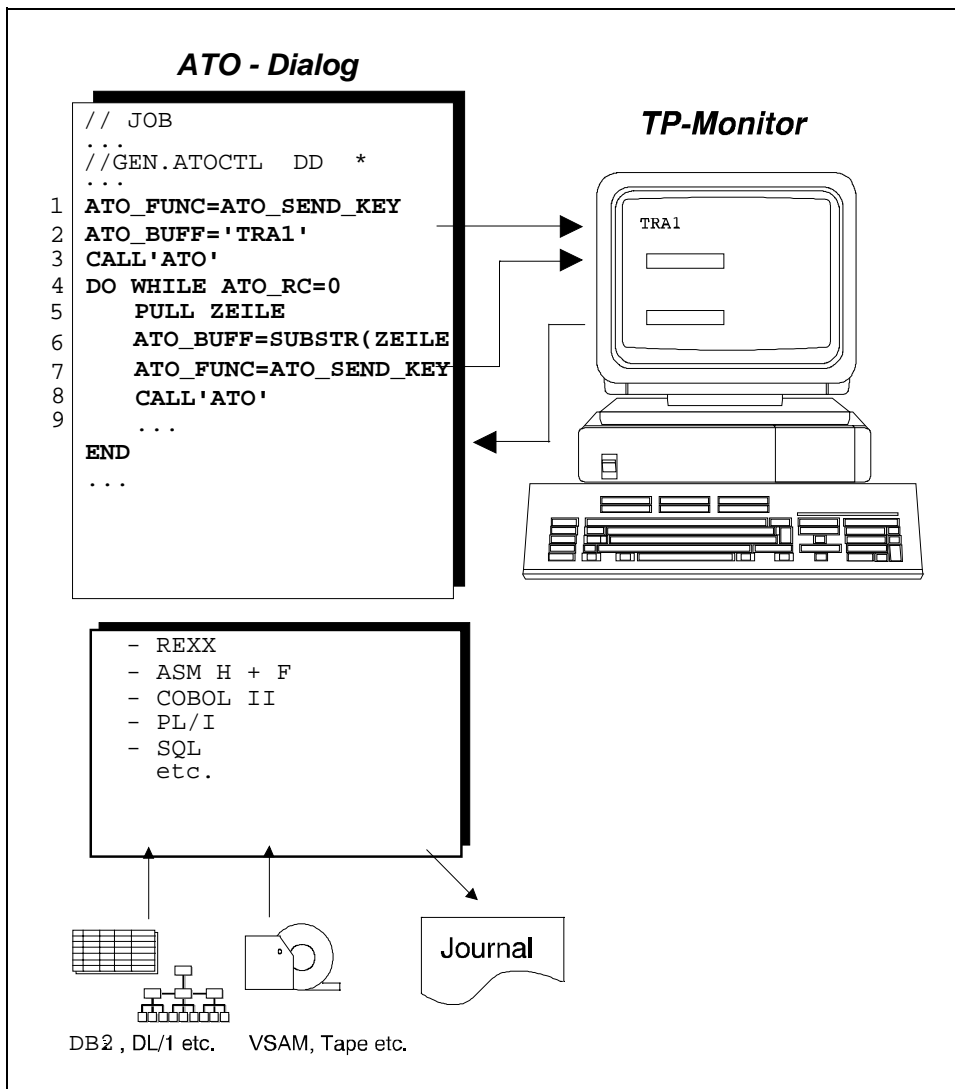 ATO - Dialog
// JOB
...
//GEN.ATOCTL DD *
...
1 ATO_FUNC=ATO_SEND_KEY
2 ATO_BUFF='TRA1'
3 CALL'ATO'
4 DO WHILE ATO_RC=0
5 PULL ZEILE
6 ATO_BUFF=SUBSTR(ZEILE
7 ATO_FUNC=ATO_SEND_KEY
8 CALL'ATO'
9 ...
END
...
TP-Monitor
TRA1
- REXX
- ASM H + F
- COBOL II
- PL/I
- SQL
etc.
Journal
DB2 , DL/1 etc.
VSAM, Tape etc.